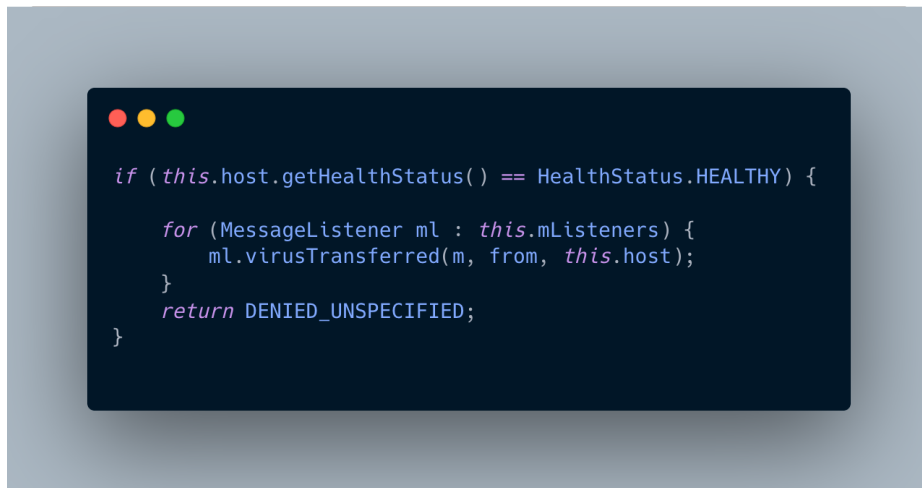 if (this.host.getHealthStatus() == HealthStatus.HEALTHY) {
for (MessageListener ml : this.mListeners) {
ml.virusTransferred(m, from, this.host);
}
return DENIED_UNSPECIFIED;
}